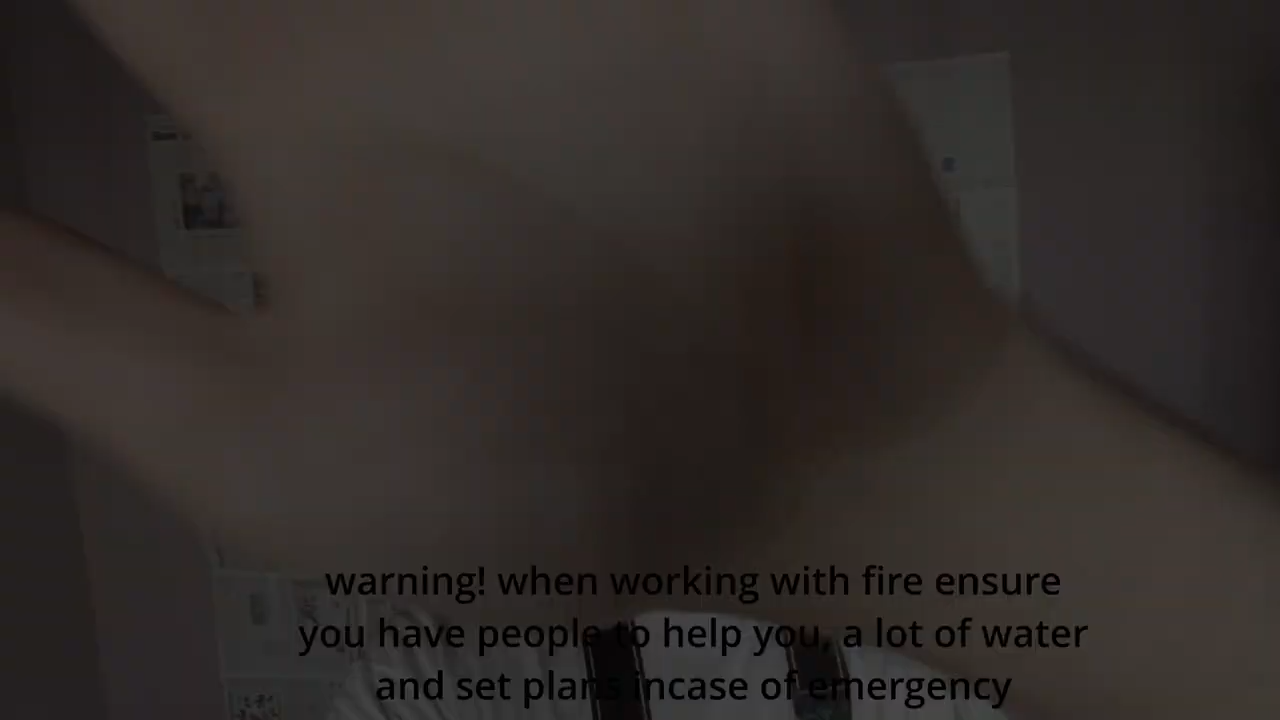 warning! when working with fire ensure
you have people to help you, a lot of water
and set plans incase of emergency